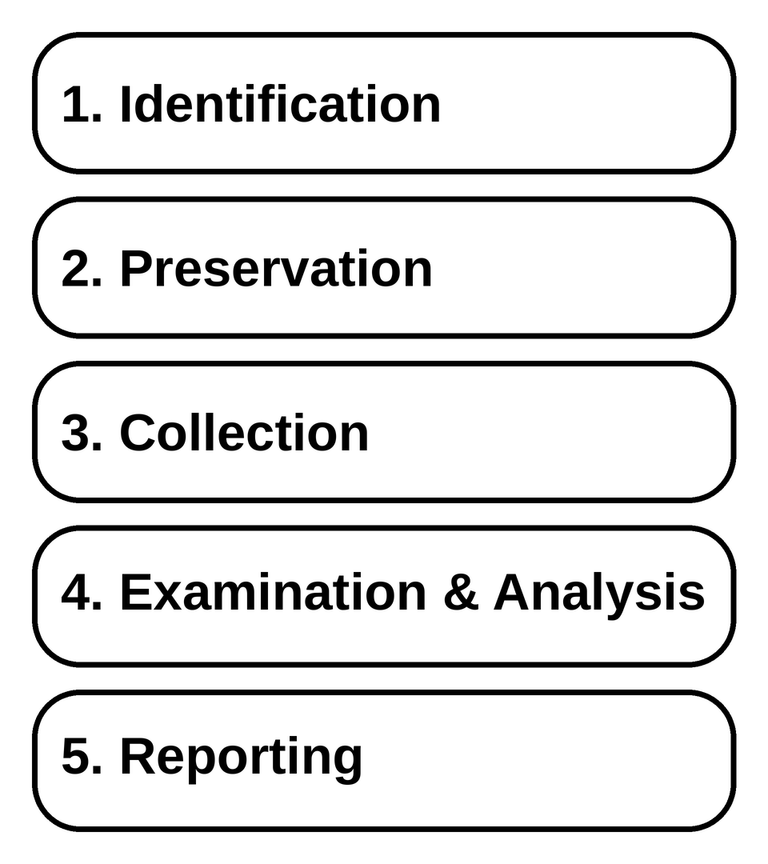 1. Identification
2. Preservation
3. Collection
4. Examination & Analysis
5. Reporting